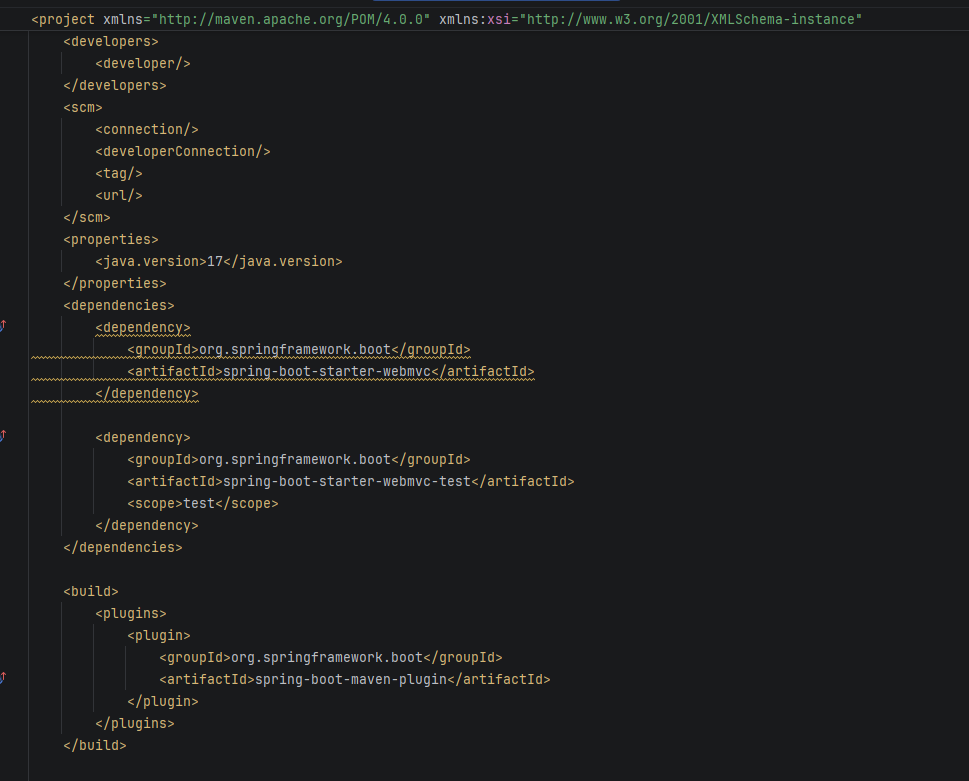 <project xmlns="http://maven.apache.org/POM/4.0.0" xmlns:xsi="http://www.w3.org/2001/XMLSchema-instance"
    <developers>
        <developer/>
    </developers>
    <scm>
        <connection/>
        <developerConnection/>
        <tag/>
        <url/>
    </scm>
    <properties>
        <java.version>17</java.version>
    </properties>
    <dependencies>
        <dependency>
            <groupId>org.springframework.boot</groupId>
            <artifactId>spring-boot-starter-webmvc</artifactId>
        </dependency>

        <dependency>
            <groupId>org.springframework.boot</groupId>
            <artifactId>spring-boot-starter-webmvc-test</artifactId>
            <scope>test</scope>
        </dependency>
    </dependencies>

    <build>
        <plugins>
            <plugin>
                <groupId>org.springframework.boot</groupId>
                <artifactId>spring-boot-maven-plugin</artifactId>
            </plugin>
        </plugins>
    </build>